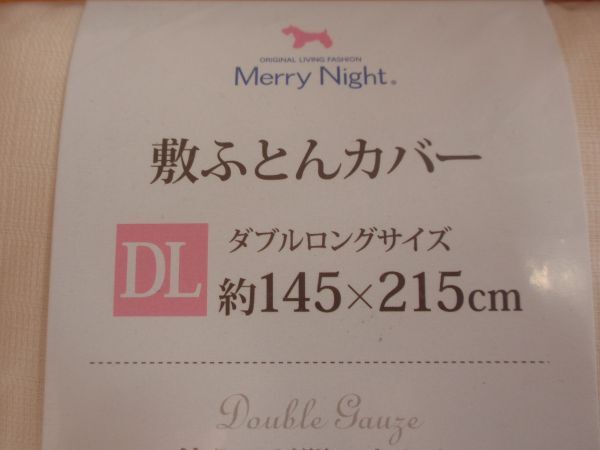 ORIGINAL LIVING FASHION
Merry Night®
敷ふとんカバー
DL
ダブルロングサイズ
約145×215cm
Double Gauze